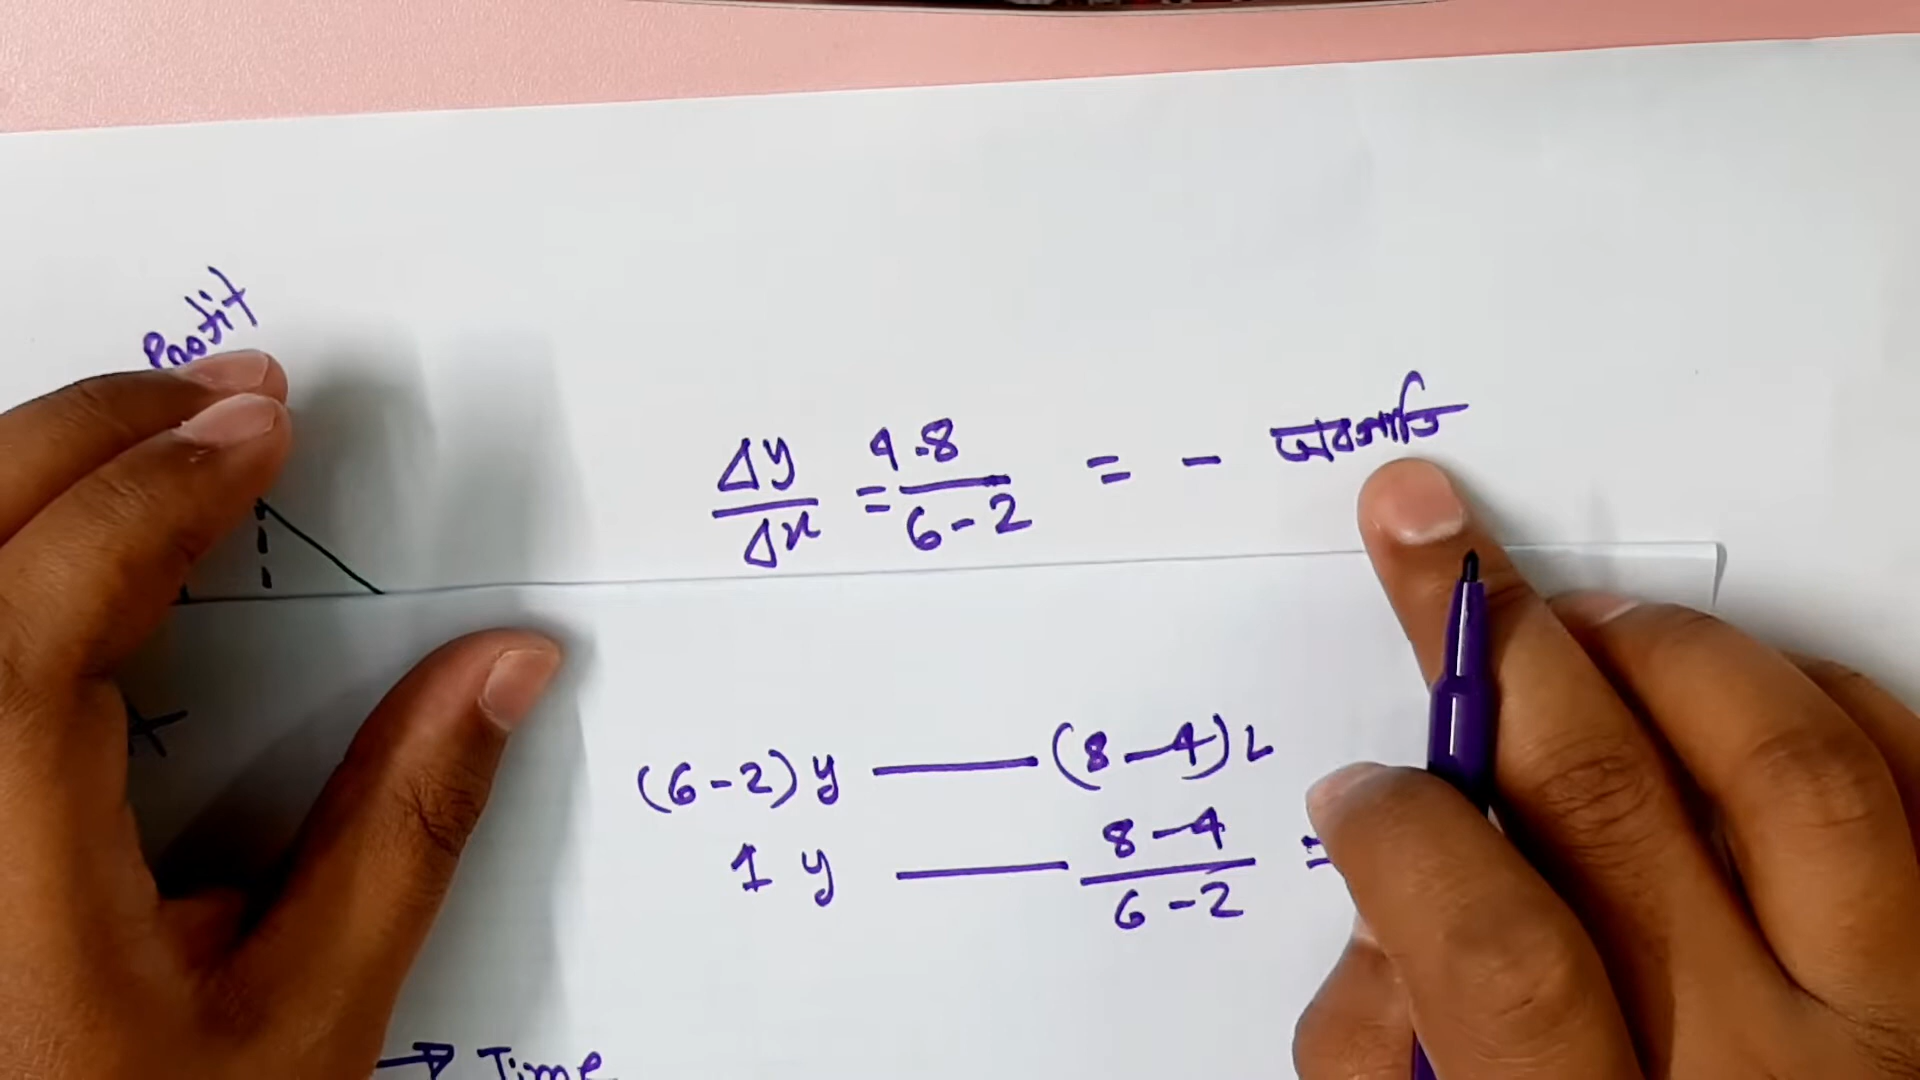 Profit
Δy/Δx = 4-8/6-2 = - অবনতি
(6-2) y — (8-4) L
1 y — 8-4/6-2 =
→ Time